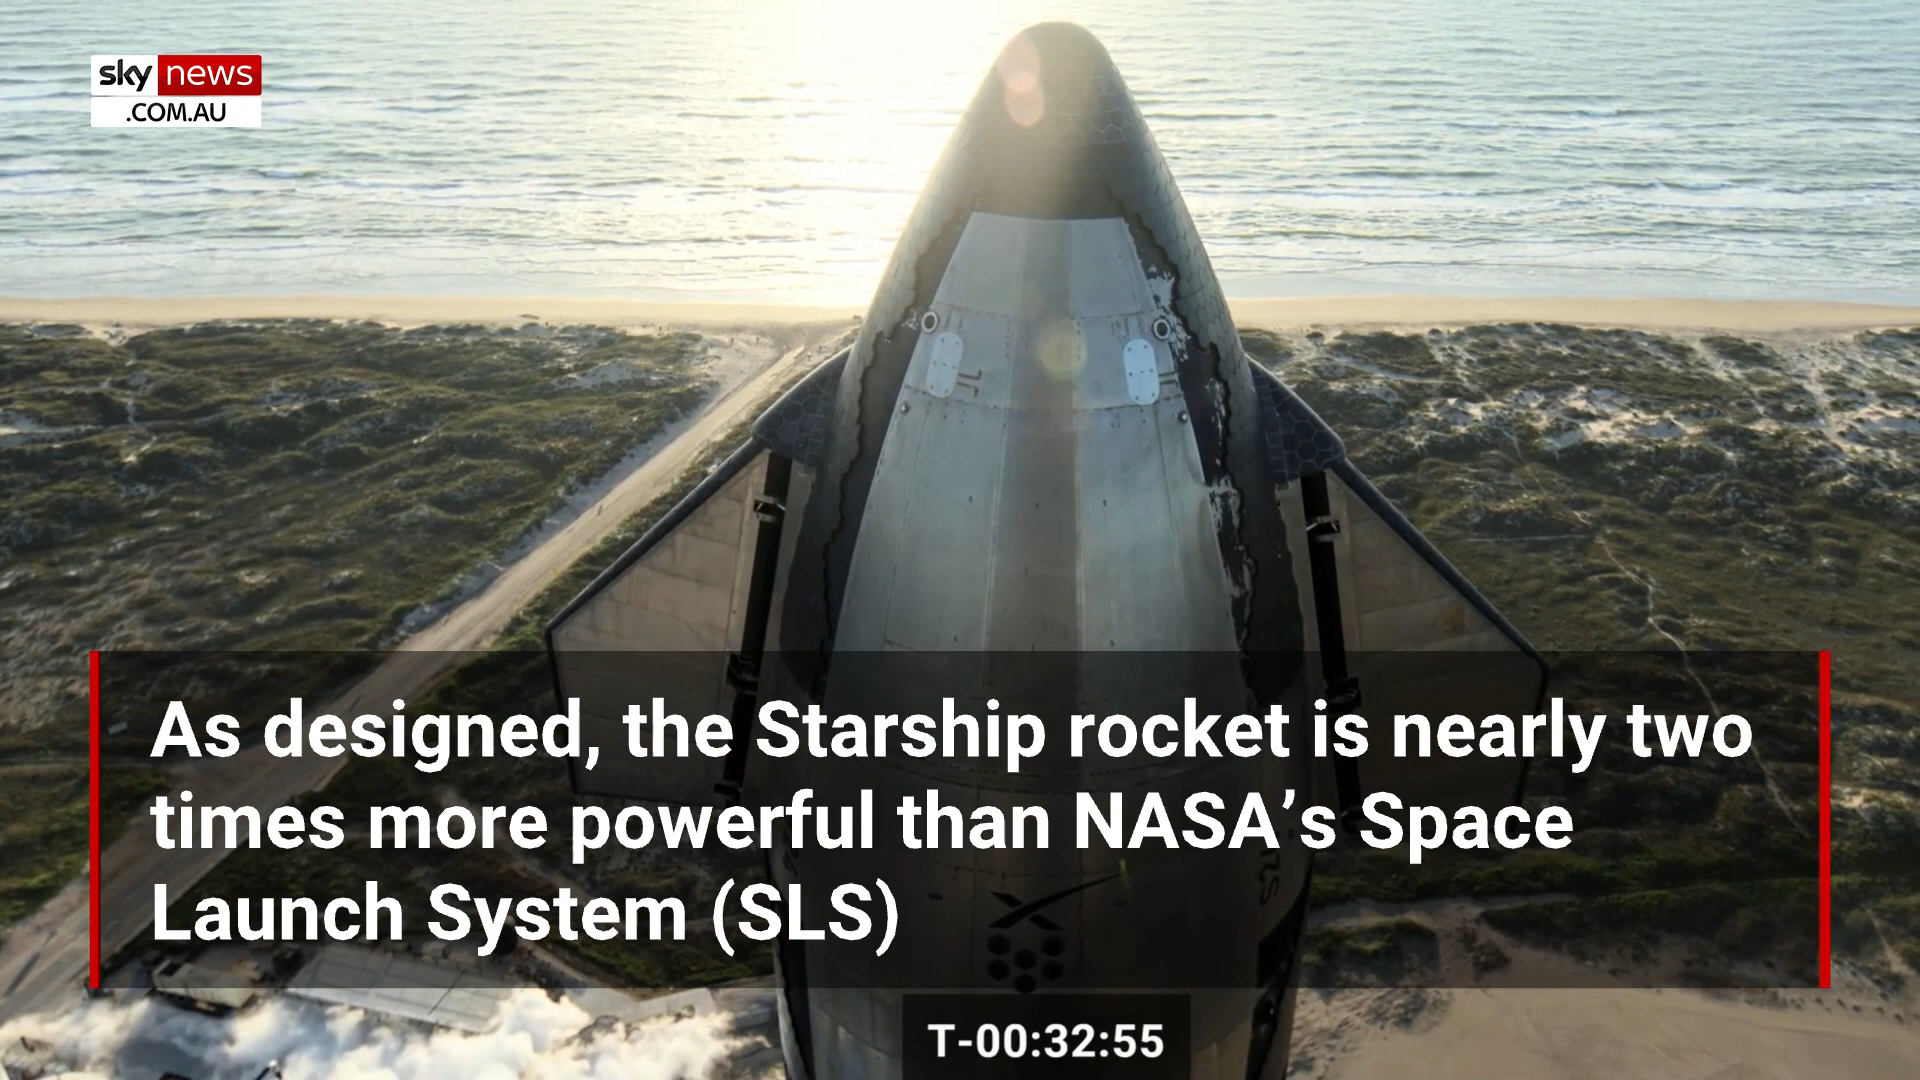 sky news
.COM.AU
As designed, the Starship rocket is nearly two
times more powerful than NASA’s Space
Launch System (SLS)
T-00:32:55